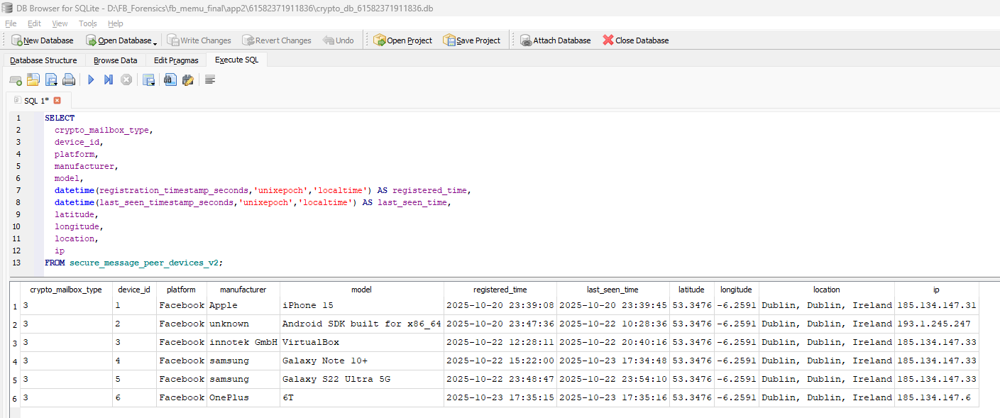 DB Browser for SQLite - D:\FB_Forensics\fb_memu_final\app2\61582371911836\crypto_db_61582371911836.db
File Edit View Tools Help
New Database Open Database Write Changes Revert Changes Undo Open Project Save Project Attach Database Close Database
Database Structure Browse Data Edit Pragmas Execute SQL
SQL 1*
1 SELECT
2 crypto_mailbox_type,
3 device_id,
4 platform,
5 manufacturer,
6 model,
7 datetime(registration_timestamp_seconds,'unixepoch','localtime') AS registered_time,
8 datetime(last_seen_timestamp_seconds,'unixepoch','localtime') AS last_seen_time,
9 latitude,
10 longitude,
11 location,
12 ip
13 FROM secure_message_peer_devices_v2;
crypto_mailbox_type device_id platform manufacturer model registered_time last_seen_time latitude longitude location ip
1 3 1 Facebook Apple iPhone 15 2025-10-20 23:39:08 2025-10-20 23:39:45 53.3476 -6.2591 Dublin, Dublin, Ireland 185.134.147.31
2 3 2 Facebook unknown Android SDK built for x86_64 2025-10-20 23:47:36 2025-10-22 10:28:36 53.3476 -6.2591 Dublin, Dublin, Ireland 193.1.245.247
3 3 3 Facebook innotek GmbH VirtualBox 2025-10-22 12:28:11 2025-10-22 20:40:16 53.3476 -6.2591 Dublin, Dublin, Ireland 185.134.147.33
4 3 4 Facebook samsung Galaxy Note 10+ 2025-10-22 15:22:00 2025-10-23 17:34:48 53.3476 -6.2591 Dublin, Dublin, Ireland 185.134.147.33
5 3 5 Facebook samsung Galaxy S22 Ultra 5G 2025-10-22 23:48:47 2025-10-22 23:54:10 53.3476 -6.2591 Dublin, Dublin, Ireland 185.134.147.33
6 3 6 Facebook OnePlus 6T 2025-10-23 17:35:15 2025-10-23 17:35:16 53.3476 -6.2591 Dublin, Dublin, Ireland 185.134.147.6